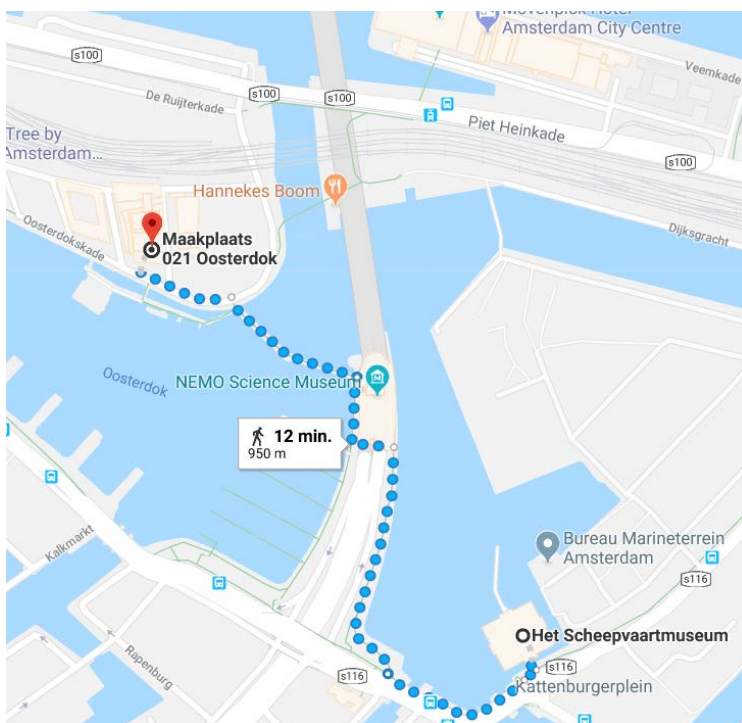 Mövenpick Hotel
Amsterdam City Centre
s100
Veemkade
De Ruijterkade
s100
s100
Piet Heinkade
s100
Tree by
Amsterdam...
Hannekes Boom
Oosterdokskade
Maakplaats
021 Oosterdok
Dijksgracht
Oosterdok
NEMO Science Museum
12 min.
950 m
Kalkmarkt
Bureau Marineterrein
Amsterdam
s116
Het Scheepvaartmuseum
Rapenburg
s116
s116
Kattenburgerplein